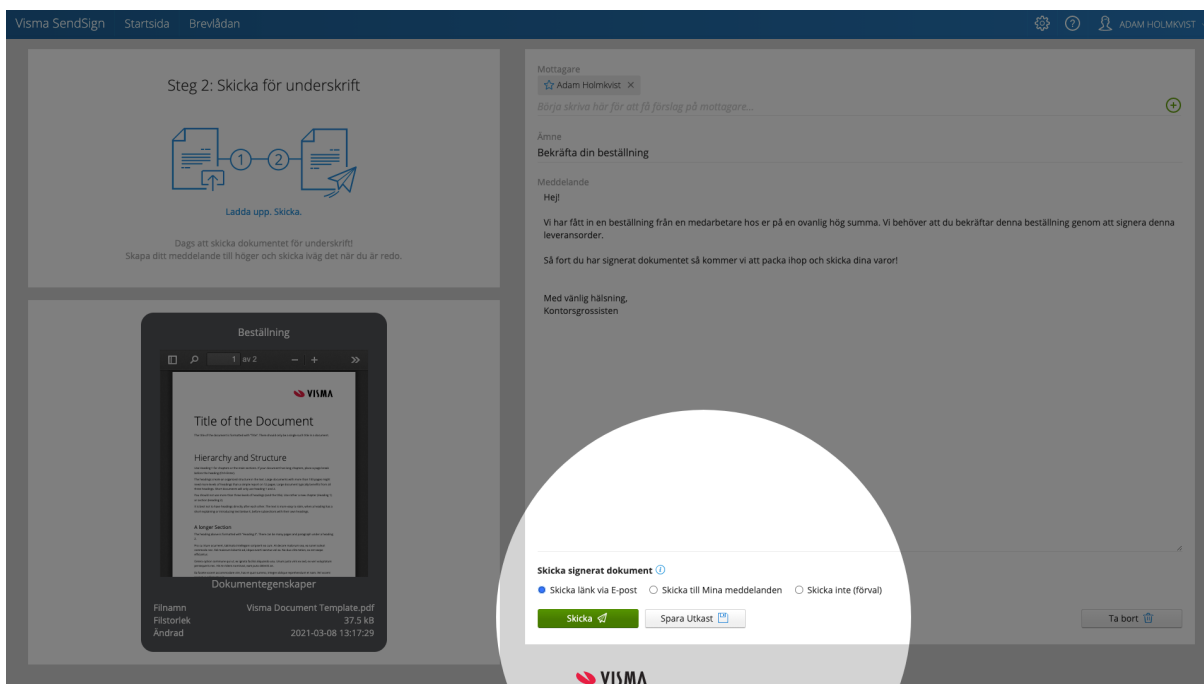 Visma SendSign Startsida Brevlådan ADAM HOLMKVIST
Steg 2: Skicka för underskrift
1 2
Ladda upp. Skicka.
Dags att skicka dokumentet för underskrift!
Skapa ditt meddelande till höger och skicka iväg det när du är redo.
Beställning
1 av 2
VISMA
Title of the Document
Hierarchy and Structure
A longer Section
Dokumentegenskaper
Filnamn Visma Document Template.pdf
Filstorlek 37.5 kB
Ändrad 2021-03-08 13:17:29
Mottagare
Adam Holmkvist ×
Börja skriva här för att få förslag på mottagare...
Ämne
Bekräfta din beställning
Meddelande
Hej!
Vi har fått in en beställning från en medarbetare hos er på en ovanlig hög summa. Vi behöver att du bekräftar denna beställning genom att signera denna
leveransorder.
Så fort du har signerat dokumentet så kommer vi att packa ihop och skicka dina varor!
Med vänlig hälsning,
Kontorsgrossisten
Skicka signerat dokument
Skicka länk via E-post Skicka till Mina meddelanden Skicka inte (förval)
Skicka Spara Utkast Ta bort
VISMA